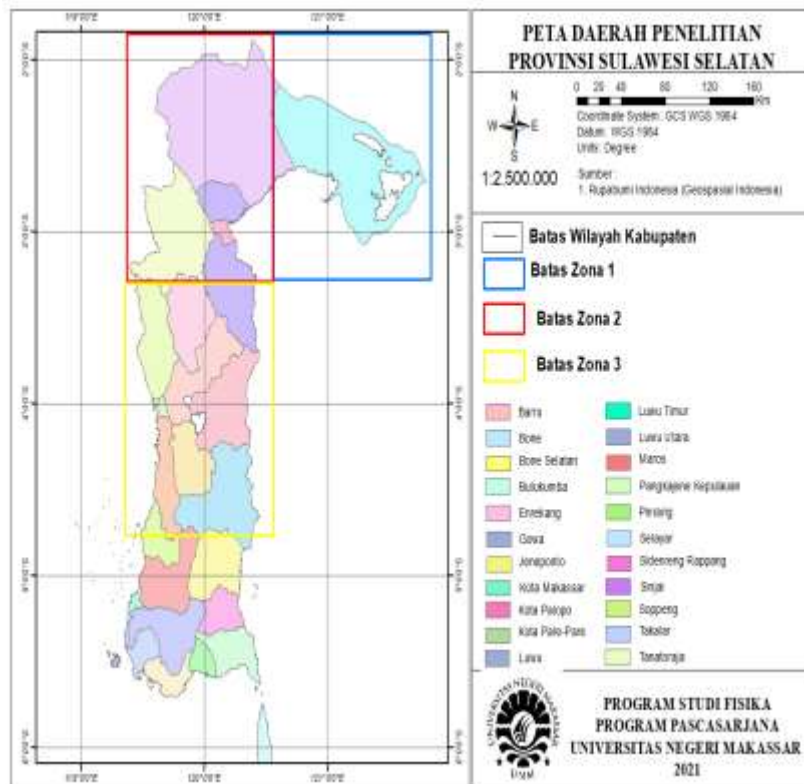 PETA DAERAH PENELITIAN
PROVINSI SULAWESI SELATAN
N
W E
S
0 20 40 80 120 160
Km
Coordinate System: GCS WGS 1984
Datum: WGS 1984
Units: Degree
1:2.500.000
Sumber :
1. Rupabumi Indonesia (Geospasial Indonesia)
Batas Wilayah Kabupaten
Batas Zona 1
Batas Zona 2
Batas Zona 3
Barru
Bone
Bone Selatan
Bulukumba
Enrekang
Gowa
Jeneponto
Kota Makassar
Kota Palopo
Kota Pare-Pare
Luwu
Luwu Timur
Luwu Utara
Maros
Pangkajene Kepulauan
Pinrang
Selayar
Sidenreng Rappang
Sinjai
Soppeng
Takalar
Tanatoraja
UNIVERSITAS NEGERI MAKASSAR
UNM
PROGRAM STUDI FISIKA
PROGRAM PASCASARJANA
UNIVERSITAS NEGERI MAKASSAR
2021